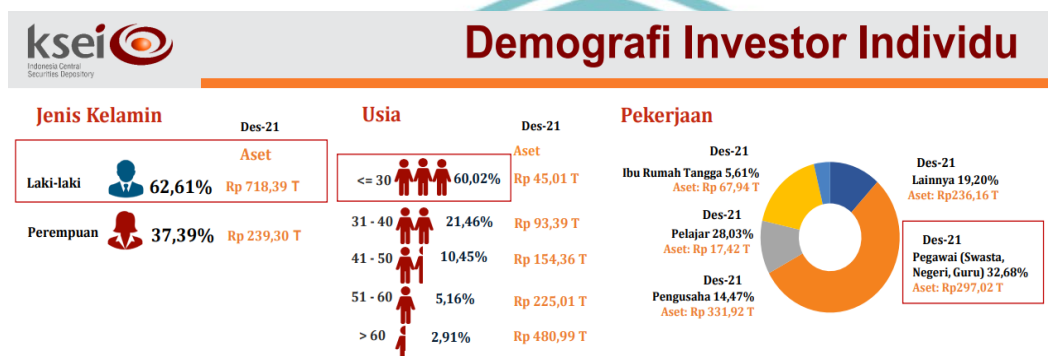 ksei
Indonesia Central
Securities Depository
Demografi Investor Individu
Jenis Kelamin
Des-21
Aset
Laki-laki 62,61% Rp 718,39 T
Perempuan 37,39% Rp 239,30 T
Usia
Des-21
Aset
<= 30 60,02% Rp 45,01 T
31 - 40 21,46% Rp 93,39 T
41 - 50 10,45% Rp 154,36 T
51 - 60 5,16% Rp 225,01 T
> 60 2,91% Rp 480,99 T
Pekerjaan
Des-21
Ibu Rumah Tangga 5,61%
Aset: Rp 67,94 T
Des-21
Pelajar 28,03%
Aset: Rp 17,42 T
Des-21
Pengusaha 14,47%
Aset: Rp 331,92 T
Des-21
Lainnya 19,20%
Aset: Rp236,16 T
Des-21
Pegawai (Swasta,
Negeri, Guru) 32,68%
Aset: Rp297,02 T